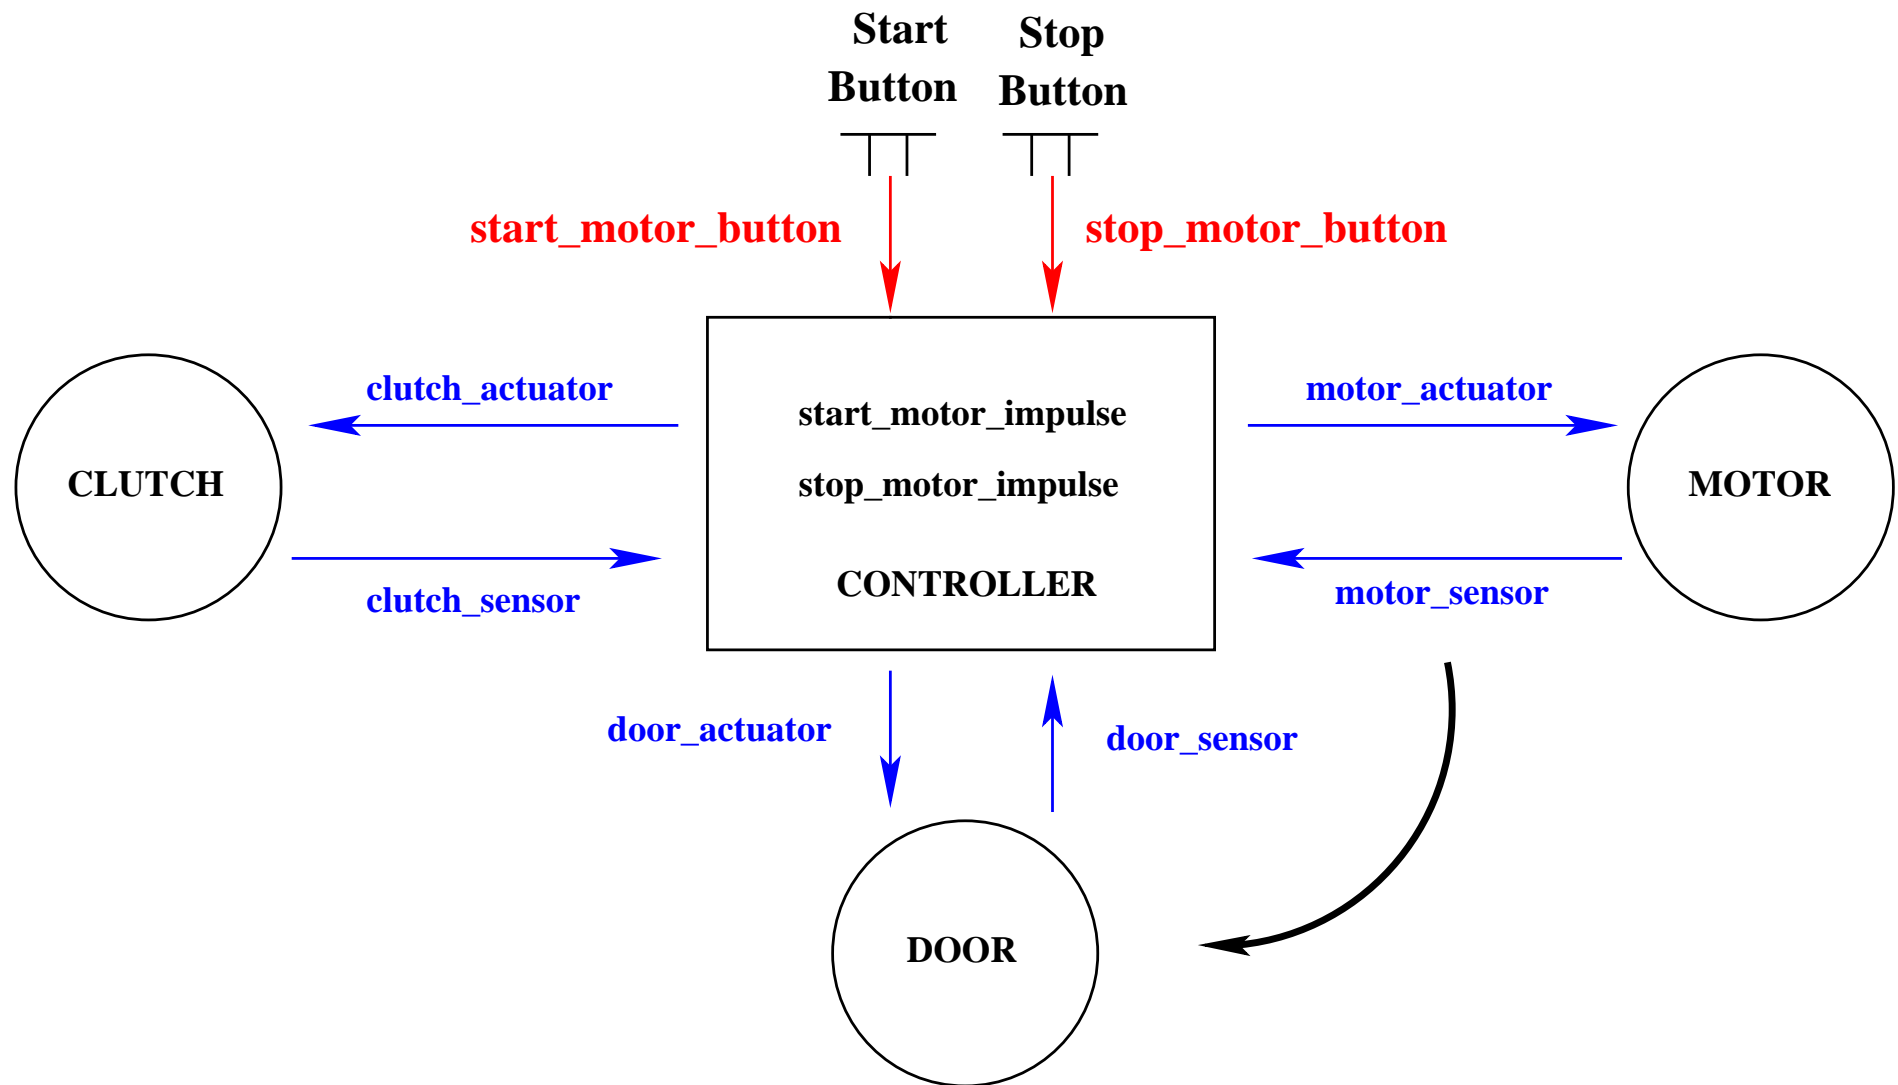 Start
Button
Stop
Button
start_motor_button
stop_motor_button
clutch_actuator
motor_actuator
start_motor_impulse
CLUTCH
stop_motor_impulse
MOTOR
CONTROLLER
clutch_sensor
motor_sensor
door_actuator
door_sensor
DOOR